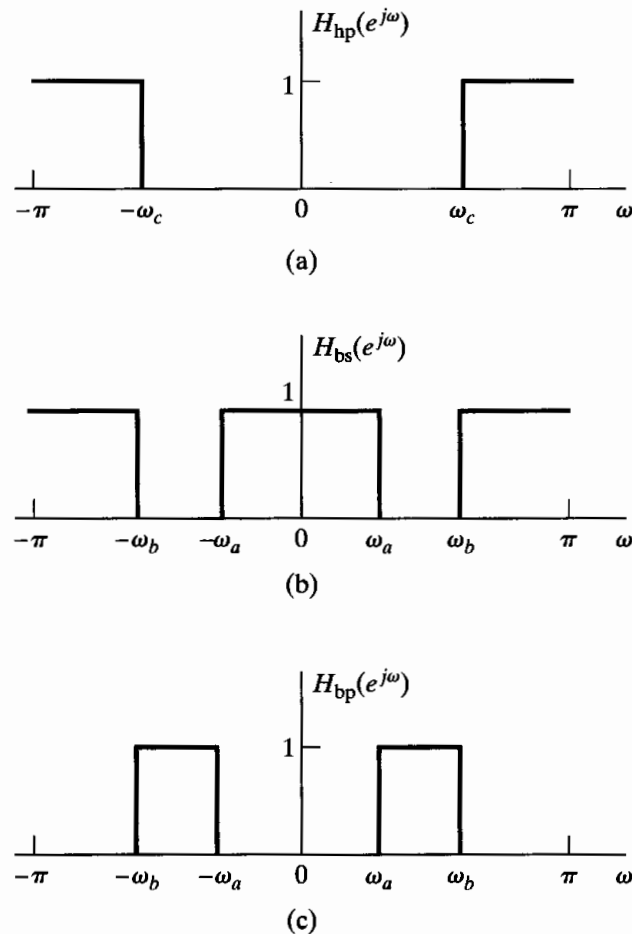 H_hp(e^{jω})
1
−π −ω_c 0 ω_c π ω
(a)
H_bs(e^{jω})
1
−π −ω_b −ω_a 0 ω_a ω_b π ω
(b)
H_bp(e^{jω})
1
−π −ω_b −ω_a 0 ω_a ω_b π ω
(c)